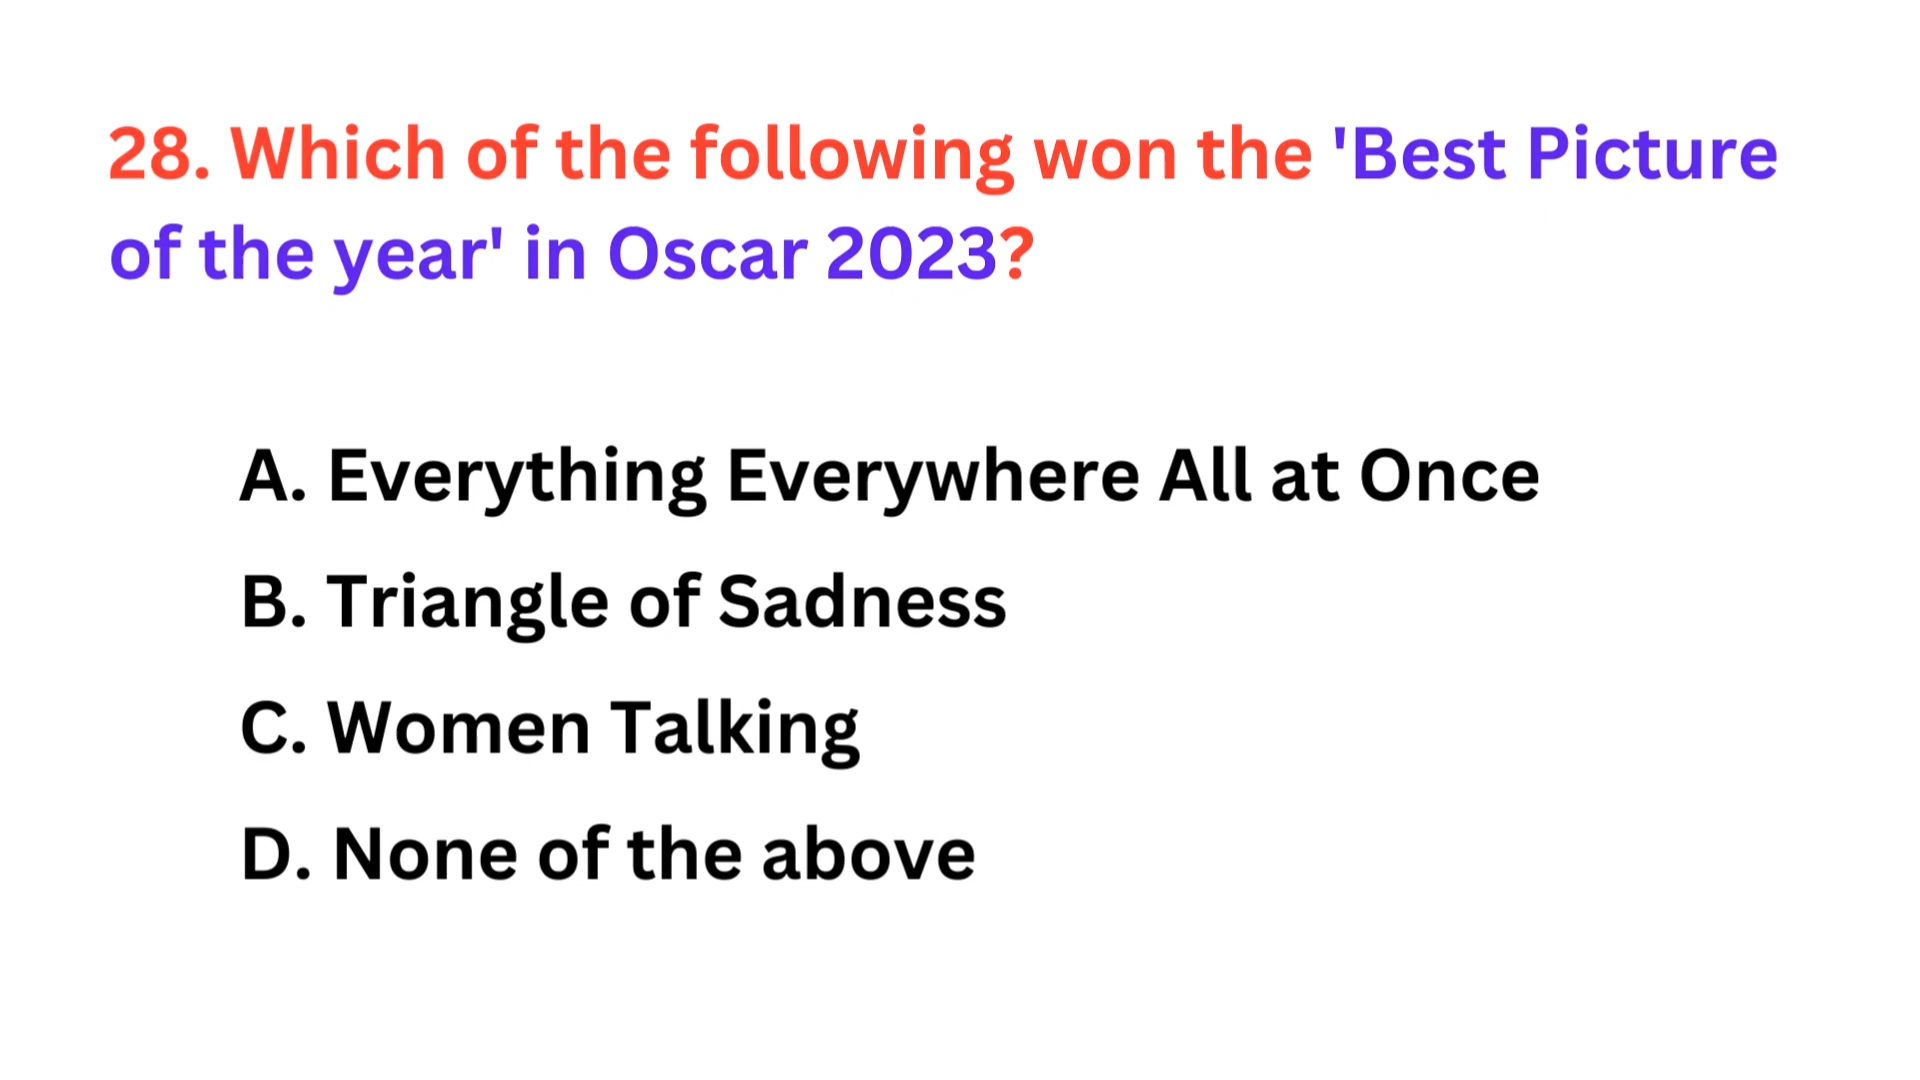 28. Which of the following won the 'Best Picture
of the year' in Oscar 2023?
A. Everything Everywhere All at Once
B. Triangle of Sadness
C. Women Talking
D. None of the above